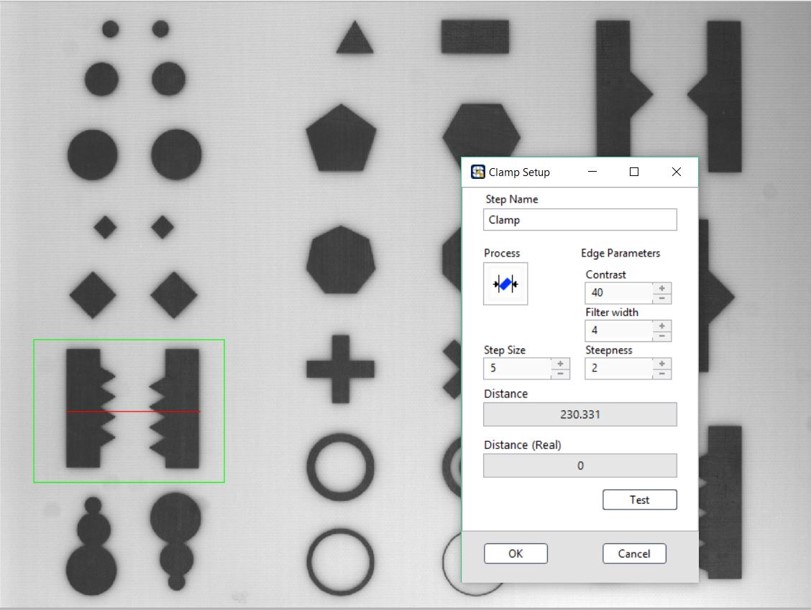 Clamp Setup
Step Name
Clamp
Process
Edge Parameters
Contrast
40
Filter width
4
Step Size
Steepness
5
2
Distance
230.331
Distance (Real)
0
Test
OK
Cancel